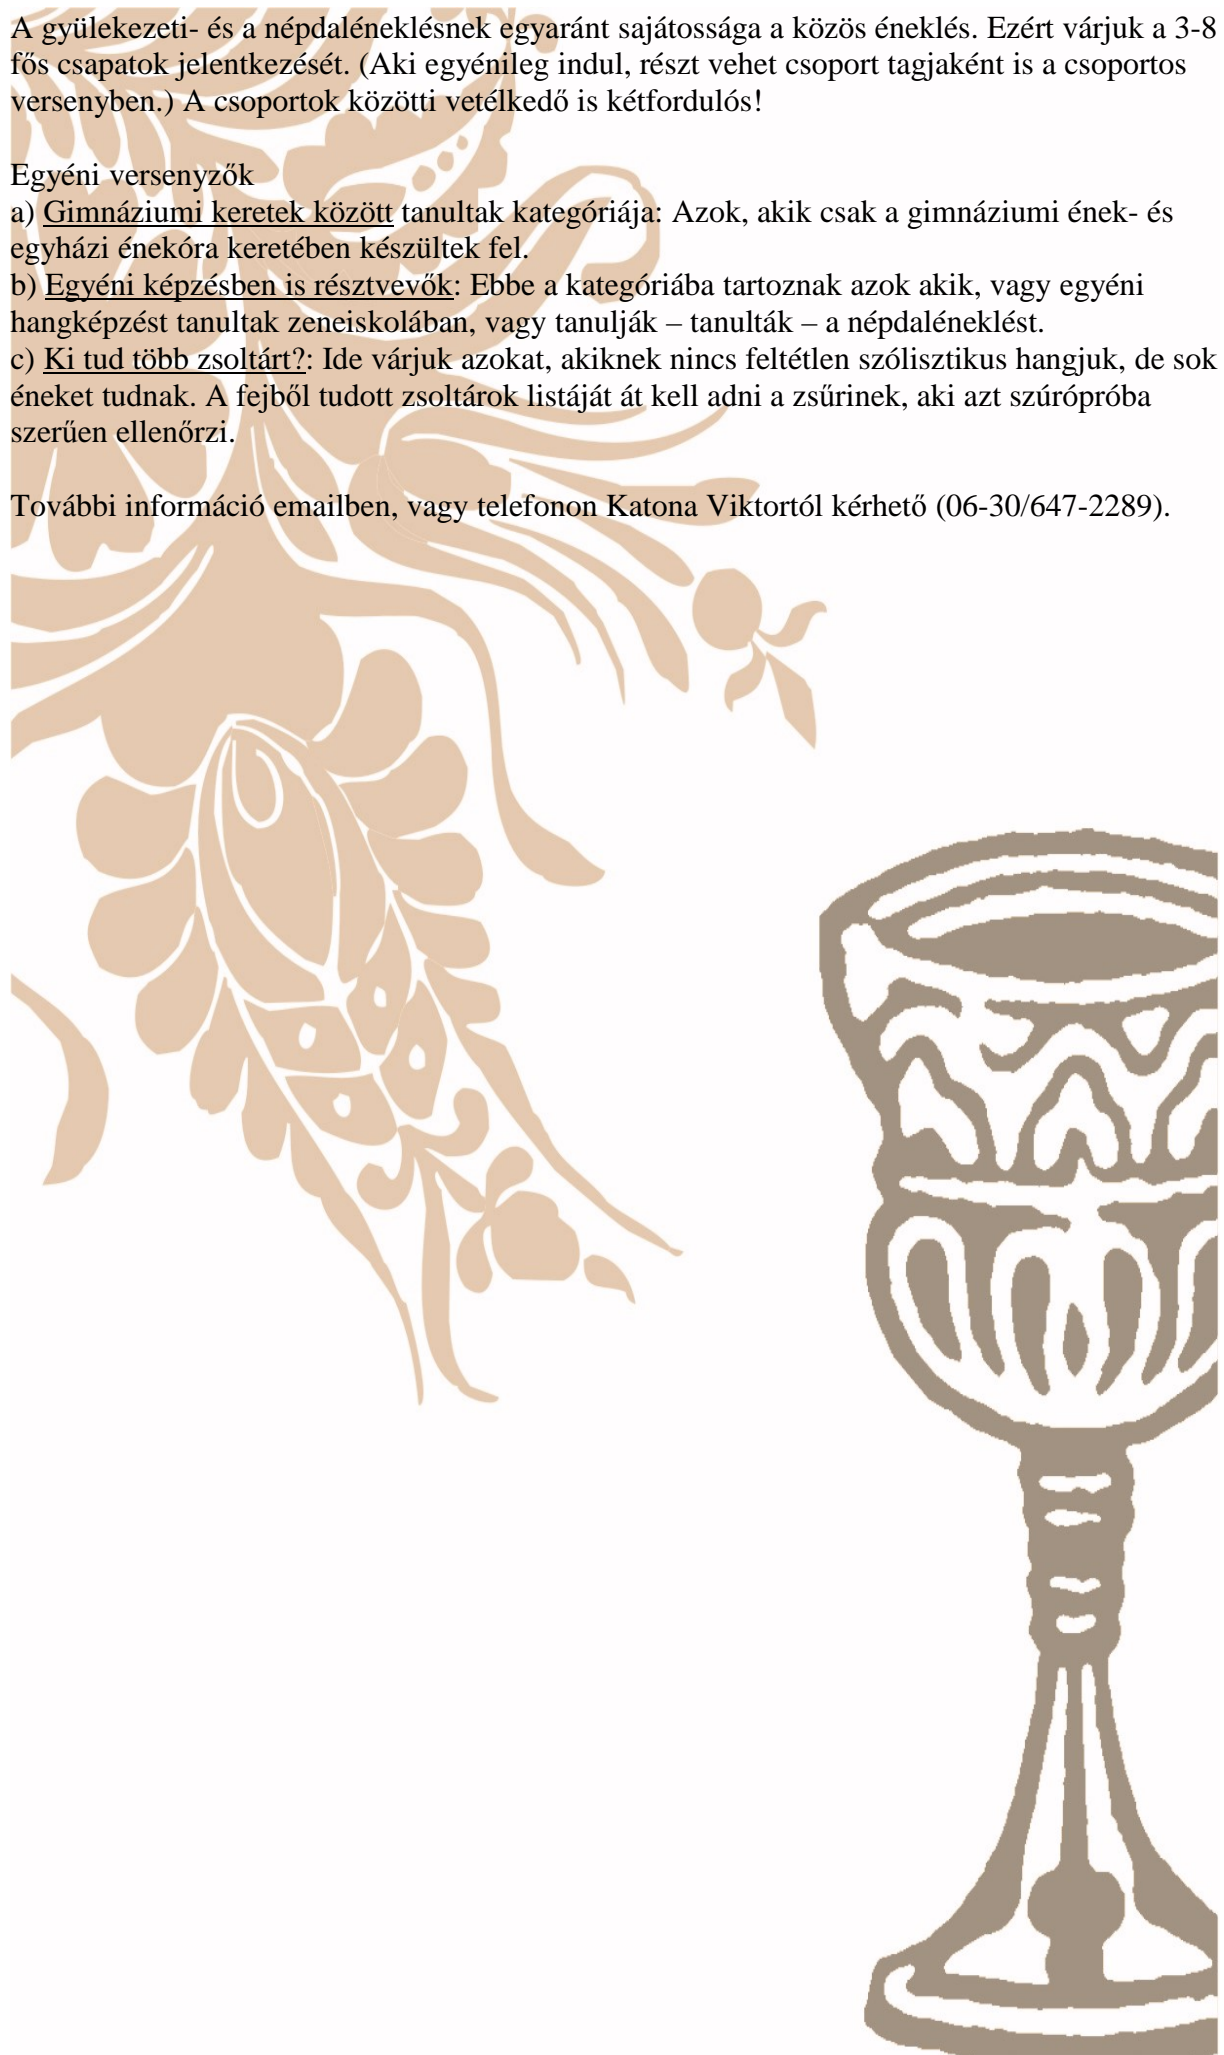 A gyülekezeti- és a népdaléneklésnek egyaránt sajátossága a közös éneklés. Ezért várjuk a 3-8
fős csapatok jelentkezését. (Aki egyénileg indul, részt vehet csoport tagjaként is a csoportos
versenyben.) A csoportok közötti vetélkedő is kétfordulós!
Egyéni versenyzők
a) Gimnáziumi keretek között tanultak kategóriája: Azok, akik csak a gimnáziumi ének- és
egyházi énekóra keretében készültek fel.
b) Egyéni képzésben is résztvevők: Ebbe a kategóriába tartoznak azok akik, vagy egyéni
hangképzést tanultak zeneiskolában, vagy tanulják – tanulták – a népdaléneklést.
c) Ki tud több zsoltárt?: Ide várjuk azokat, akiknek nincs feltétlen szólisztikus hangjuk, de sok
éneket tudnak. A fejből tudott zsoltárok listáját át kell adni a zsűrinek, aki azt szúrópróba
szerűen ellenőrzi.
További információ emailben, vagy telefonon Katona Viktortól kérhető (06-30/647-2289).